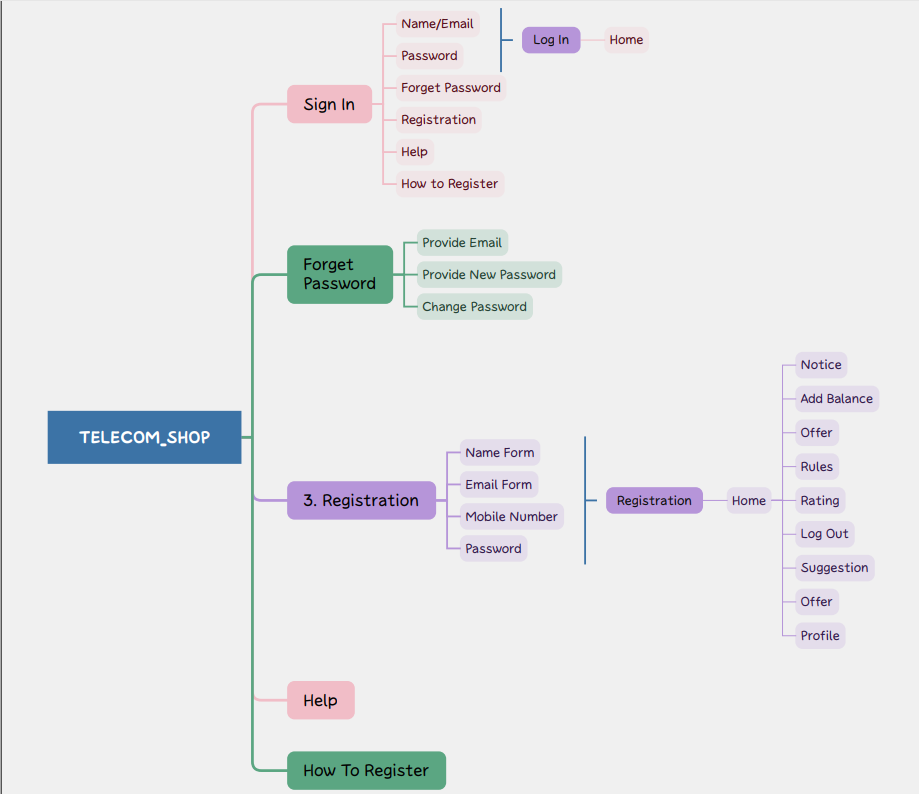 TELECOM_SHOP
Sign In
Name/Email
Password
Forget Password
Registration
Help
How to Register
Log In
Home
Forget
Password
Provide Email
Provide New Password
Change Password
3. Registration
Name Form
Email Form
Mobile Number
Password
Registration
Home
Notice
Add Balance
Offer
Rules
Rating
Log Out
Suggestion
Offer
Profile
Help
How To Register